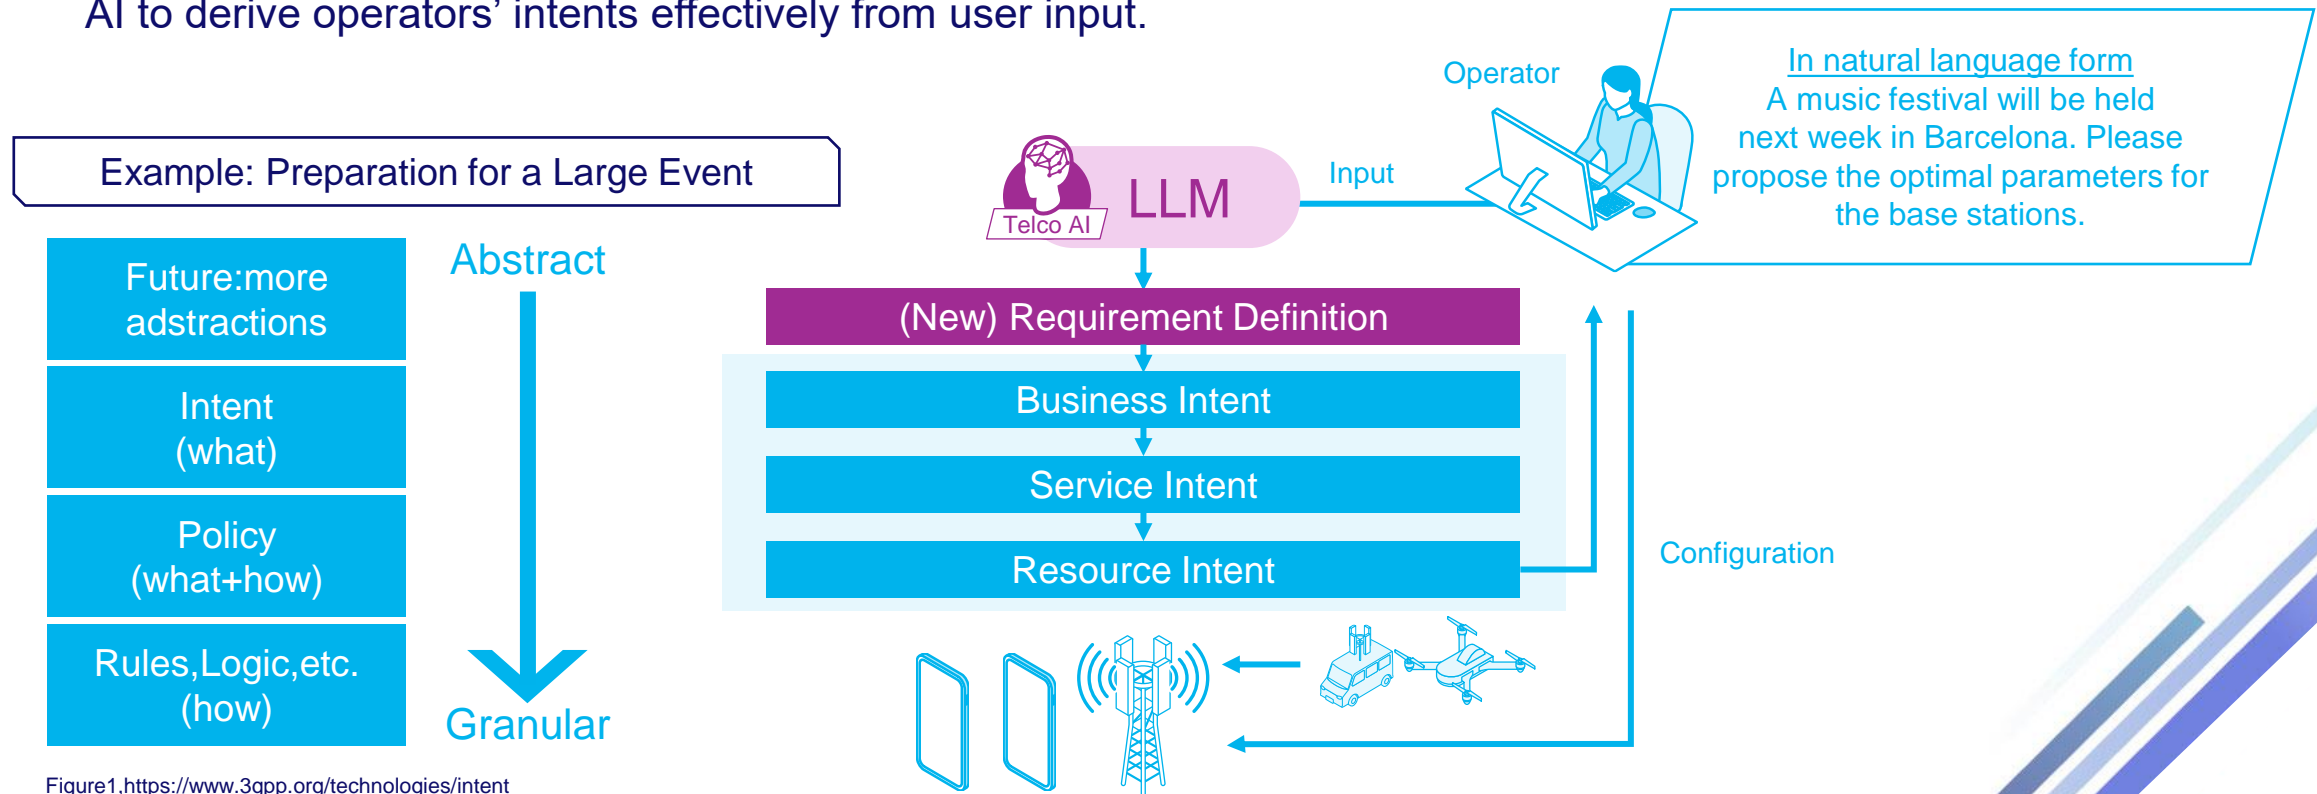 AI to derive operators' intents effectively from user input.
Example: Preparation for a Large Event
Future:more
adstractions
Intent
(what)
Policy
(what+how)
Rules,Logic,etc.
(how)
Abstract
Granular
Figure1,https://www.3gpp.org/technologies/intent
Telco AI
LLM
Input
Operator
In natural language form
A music festival will be held
next week in Barcelona. Please
propose the optimal parameters for
the base stations.
(New) Requirement Definition
Business Intent
Service Intent
Resource Intent
Configuration